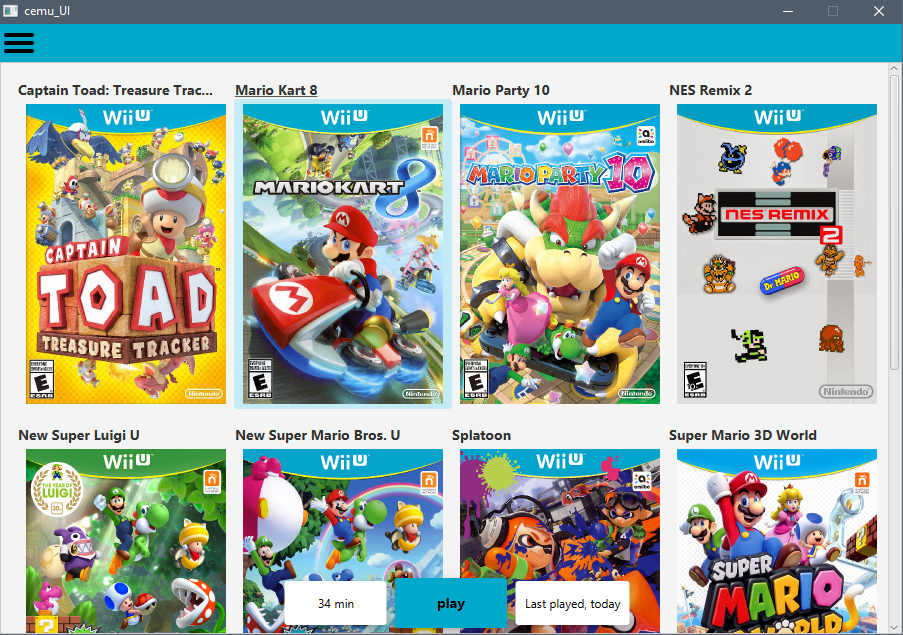 cemu_UI
Captain Toad: Treasure Trac...
Mario Kart 8
Mario Party 10
NES Remix 2
Wii U
CAPTAIN
TOAD
TREASURE TRACKER
E
ESRB
Nintendo
Wii U
MARIOKART 8
E
ESRB
Nintendo
Wii U
amiibo
MARIO PARTY 10
E
ESRB
Nintendo
Wii U
NES REMIX
2
Dr. MARIO
E
ESRB
Nintendo
New Super Luigi U
New Super Mario Bros. U
Splatoon
Super Mario 3D World
Wii U
THE YEAR OF
LUIGI
Wii U
Wii U
amiibo
Wii U
SUPER
MARIO
34 min
play
Last played, today